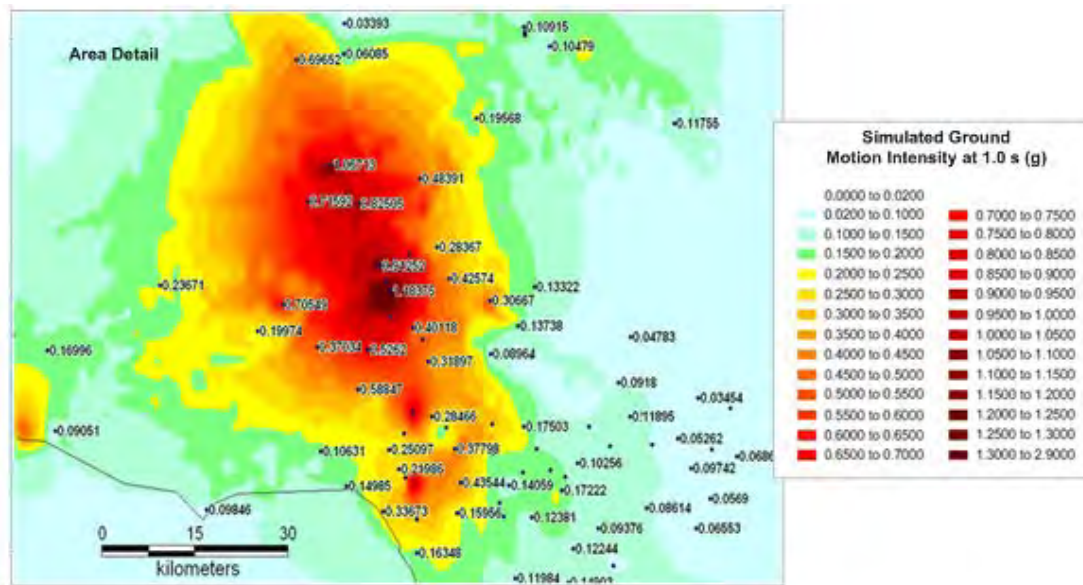 Area Detail
0.03393
0.10915
0.69652
0.06085
0.10479
0.19568
0.11755
0.48391
0.28367
0.23671
0.42574
0.13322
0.30667
0.19974
0.40118
0.13738
0.04783
0.16996
0.08964
0.31897
0.58847
0.0918
0.03454
0.28466
0.11895
0.09051
0.17503
0.05262
0.10631
0.25097
0.37798
0.10256
0.09742
0.21986
0.14985
0.43544
0.14059
0.17222
0.0569
0.09846
0.33673
0.15956
0.12381
0.08614
0.09376
0.06553
0.16348
0.12244
0.11984
0 15 30
kilometers
Simulated Ground
Motion Intensity at 1.0 s (g)
0.0000 to 0.0200
0.0200 to 0.1000
0.1000 to 0.1500
0.1500 to 0.2000
0.2000 to 0.2500
0.2500 to 0.3000
0.3000 to 0.3500
0.3500 to 0.4000
0.4000 to 0.4500
0.4500 to 0.5000
0.5000 to 0.5500
0.5500 to 0.6000
0.6000 to 0.6500
0.6500 to 0.7000
0.7000 to 0.7500
0.7500 to 0.8000
0.8000 to 0.8500
0.8500 to 0.9000
0.9000 to 0.9500
0.9500 to 1.0000
1.0000 to 1.0500
1.0500 to 1.1000
1.1000 to 1.1500
1.1500 to 1.2000
1.2000 to 1.2500
1.2500 to 1.3000
1.3000 to 2.9000